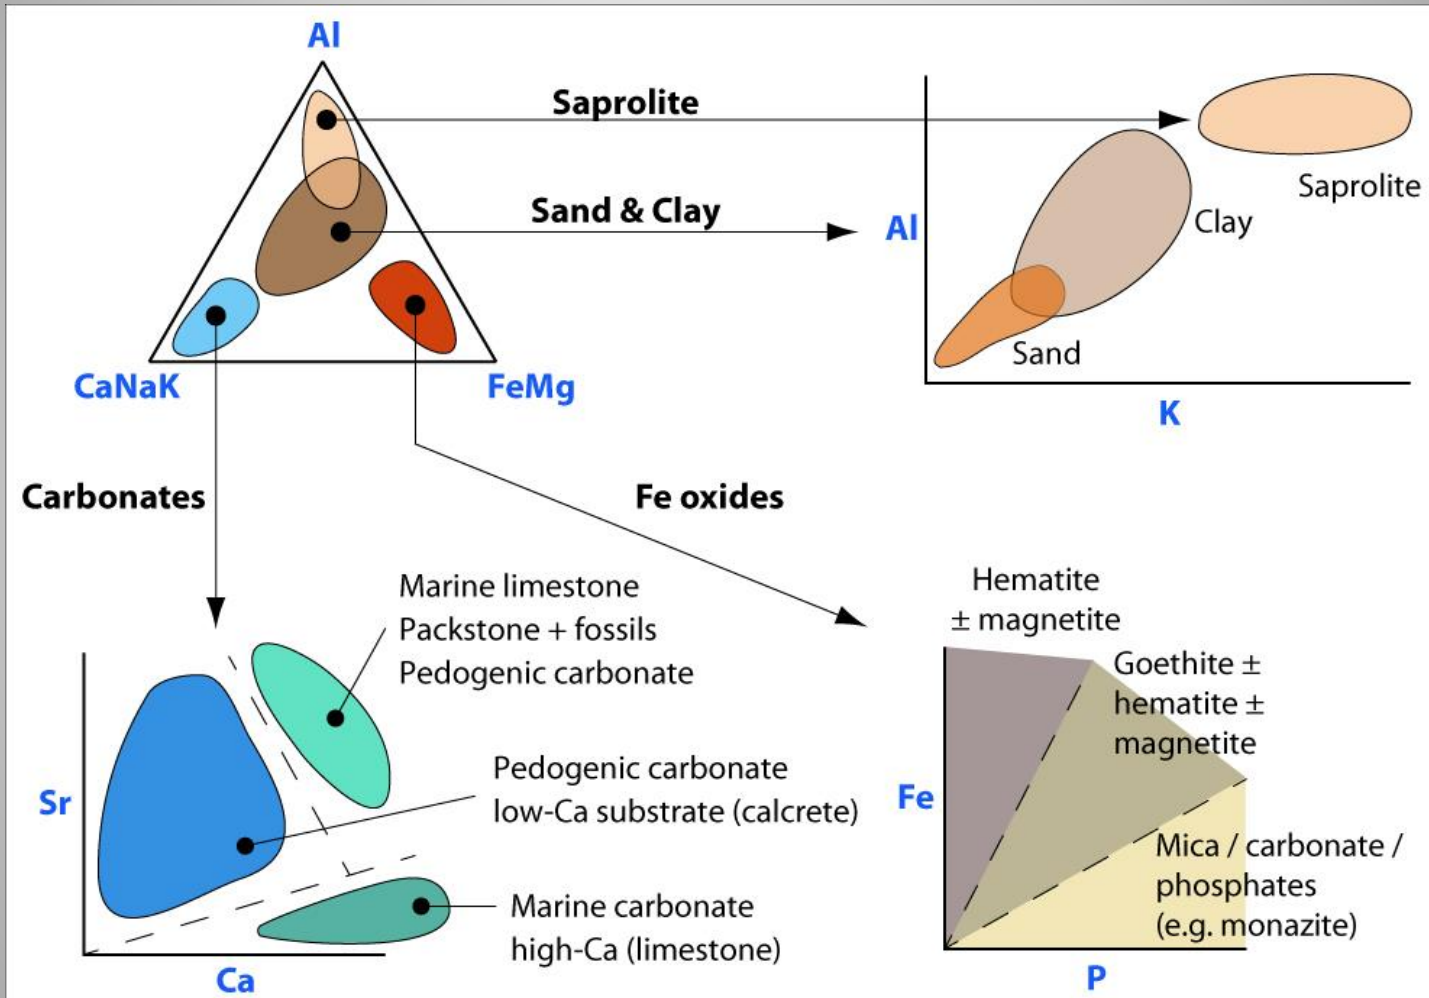 Al
Saprolite
Sand & Clay
CaNaK
FeMg
Al
Saprolite
Clay
Sand
K
Carbonates
Fe oxides
Marine limestone
Packstone + fossils
Pedogenic carbonate
Sr
Pedogenic carbonate
low-Ca substrate (calcrete)
Marine carbonate
high-Ca (limestone)
Ca
Hematite
± magnetite
Goethite ±
hematite ±
magnetite
Fe
Mica / carbonate /
phosphates
(e.g. monazite)
P